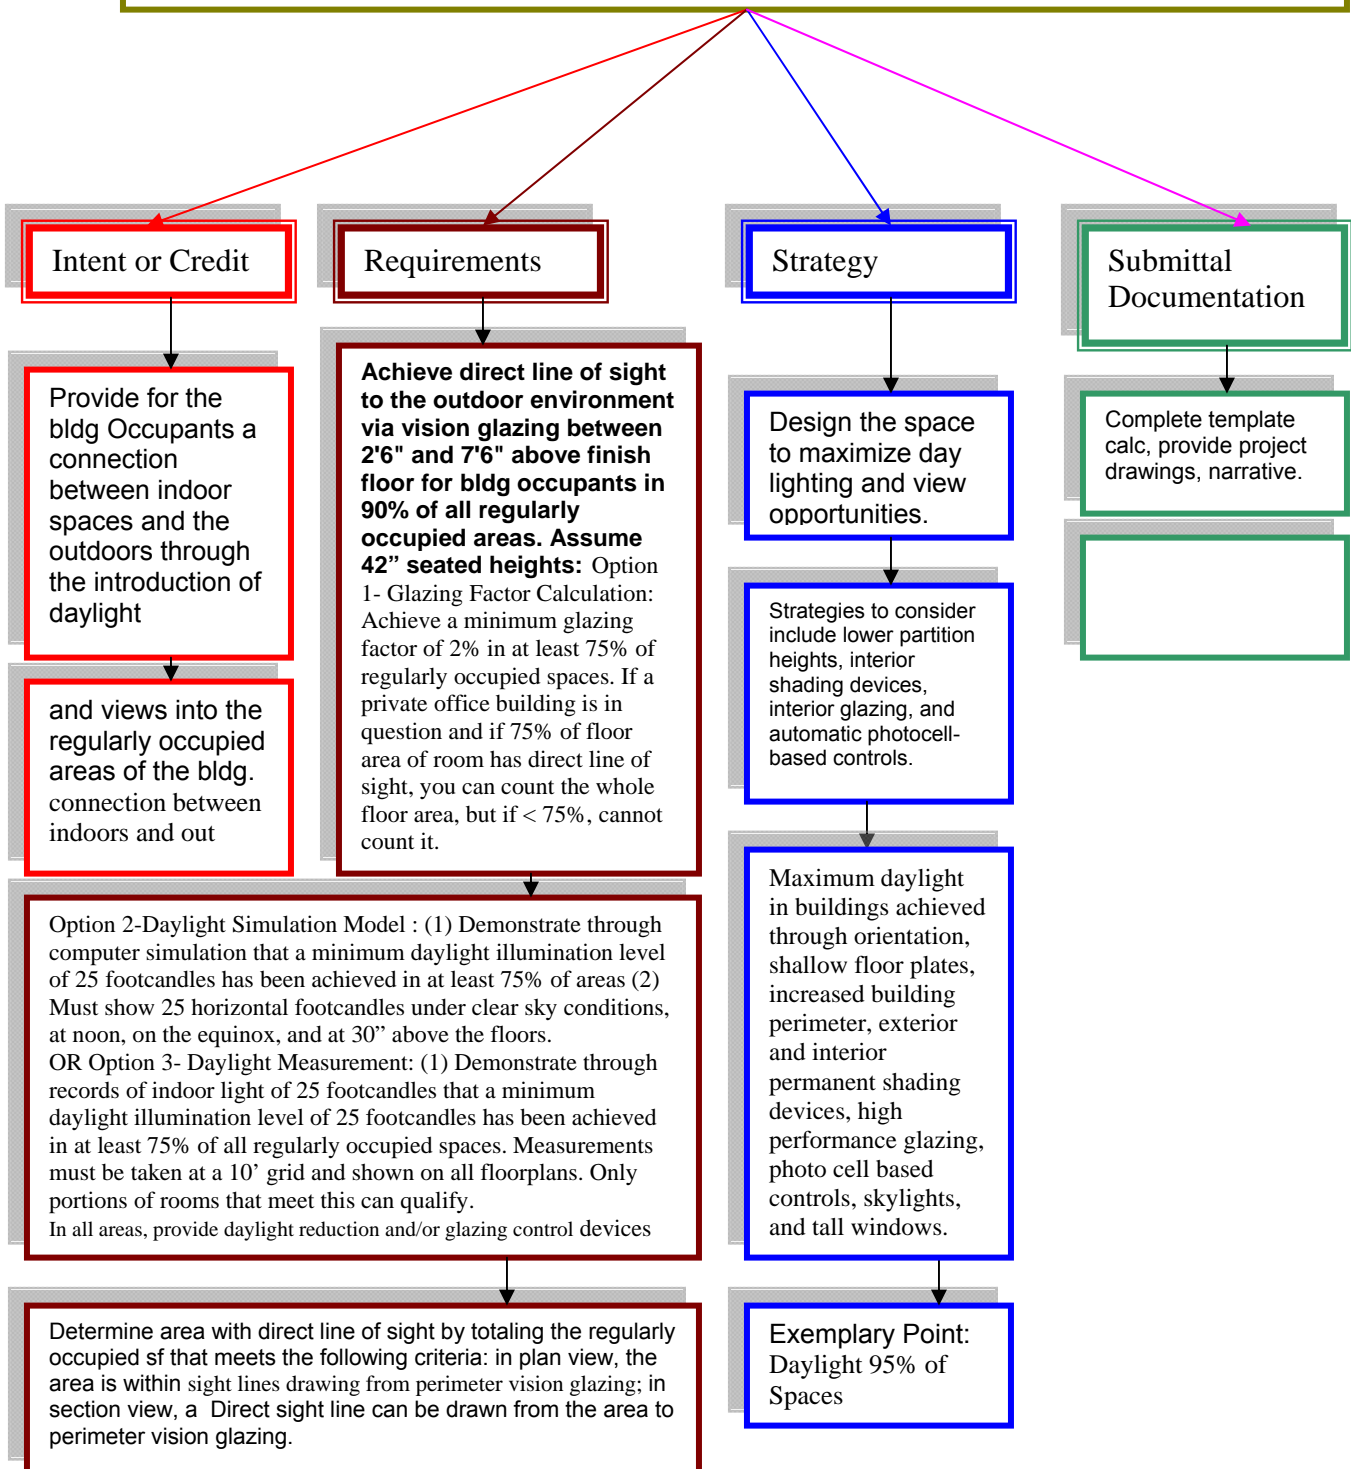 Intent or Credit
Provide for the
bldg Occupants a
connection
between indoor
spaces and the
outdoors through
the introduction of
daylight
and views into the
regularly occupied
areas of the bldg.
connection between
indoors and out
Requirements
Achieve direct line of sight
to the outdoor environment
via vision glazing between
2'6" and 7'6" above finish
floor for bldg occupants in
90% of all regularly
occupied areas. Assume
42” seated heights: Option
1- Glazing Factor Calculation:
Achieve a minimum glazing
factor of 2% in at least 75% of
regularly occupied spaces. If a
private office building is in
question and if 75% of floor
area of room has direct line of
sight, you can count the whole
floor area, but if < 75%, cannot
count it.
Option 2-Daylight Simulation Model : (1) Demonstrate through
computer simulation that a minimum daylight illumination level
of 25 footcandles has been achieved in at least 75% of areas (2)
Must show 25 horizontal footcandles under clear sky conditions,
at noon, on the equinox, and at 30” above the floors.
OR Option 3- Daylight Measurement: (1) Demonstrate through
records of indoor light of 25 footcandles that a minimum
daylight illumination level of 25 footcandles has been achieved
in at least 75% of all regularly occupied spaces. Measurements
must be taken at a 10’ grid and shown on all floorplans. Only
portions of rooms that meet this can qualify.
In all areas, provide daylight reduction and/or glazing control devices
Determine area with direct line of sight by totaling the regularly
occupied sf that meets the following criteria: in plan view, the
area is within sight lines drawing from perimeter vision glazing; in
section view, a  Direct sight line can be drawn from the area to
perimeter vision glazing.
Strategy
Design the space
to maximize day
lighting and view
opportunities.
Strategies to consider
include lower partition
heights, interior
shading devices,
interior glazing, and
automatic photocell-
based controls.
Maximum daylight
in buildings achieved
through orientation,
shallow floor plates,
increased building
perimeter, exterior
and interior
permanent shading
devices, high
performance glazing,
photo cell based
controls, skylights,
and tall windows.
Exemplary Point:
Daylight 95% of
Spaces
Submittal
Documentation
Complete template
calc, provide project
drawings, narrative.